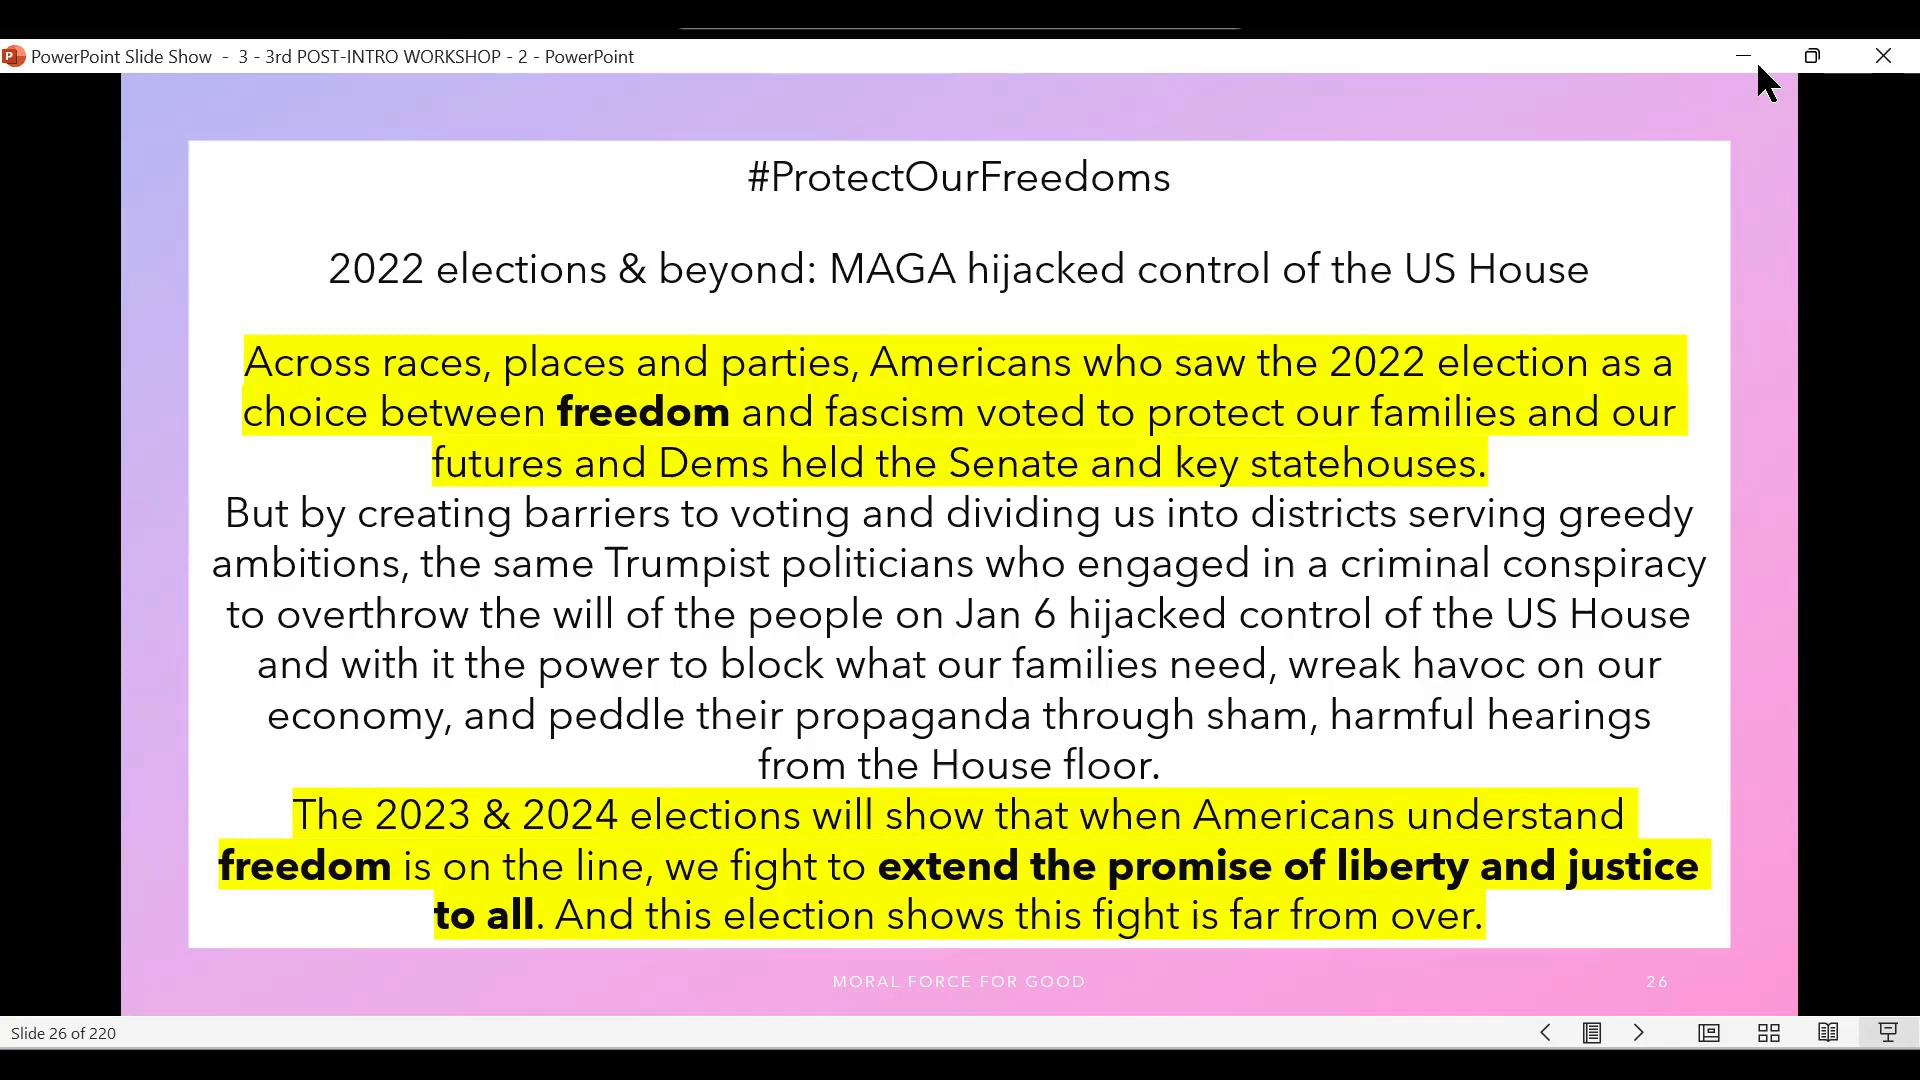 PowerPoint Slide Show - 3 - 3rd POST-INTRO WORKSHOP - 2 - PowerPoint
#ProtectOurFreedoms
2022 elections & beyond: MAGA hijacked control of the US House
Across races, places and parties, Americans who saw the 2022 election as a
choice between freedom and fascism voted to protect our families and our
futures and Dems held the Senate and key statehouses.
But by creating barriers to voting and dividing us into districts serving greedy
ambitions, the same Trumpist politicians who engaged in a criminal conspiracy
to overthrow the will of the people on Jan 6 hijacked control of the US House
and with it the power to block what our families need, wreak havoc on our
economy, and peddle their propaganda through sham, harmful hearings
from the House floor.
The 2023 & 2024 elections will show that when Americans understand
freedom is on the line, we fight to extend the promise of liberty and justice
to all. And this election shows this fight is far from over.
MORAL FORCE FOR GOOD
26
Slide 26 of 220